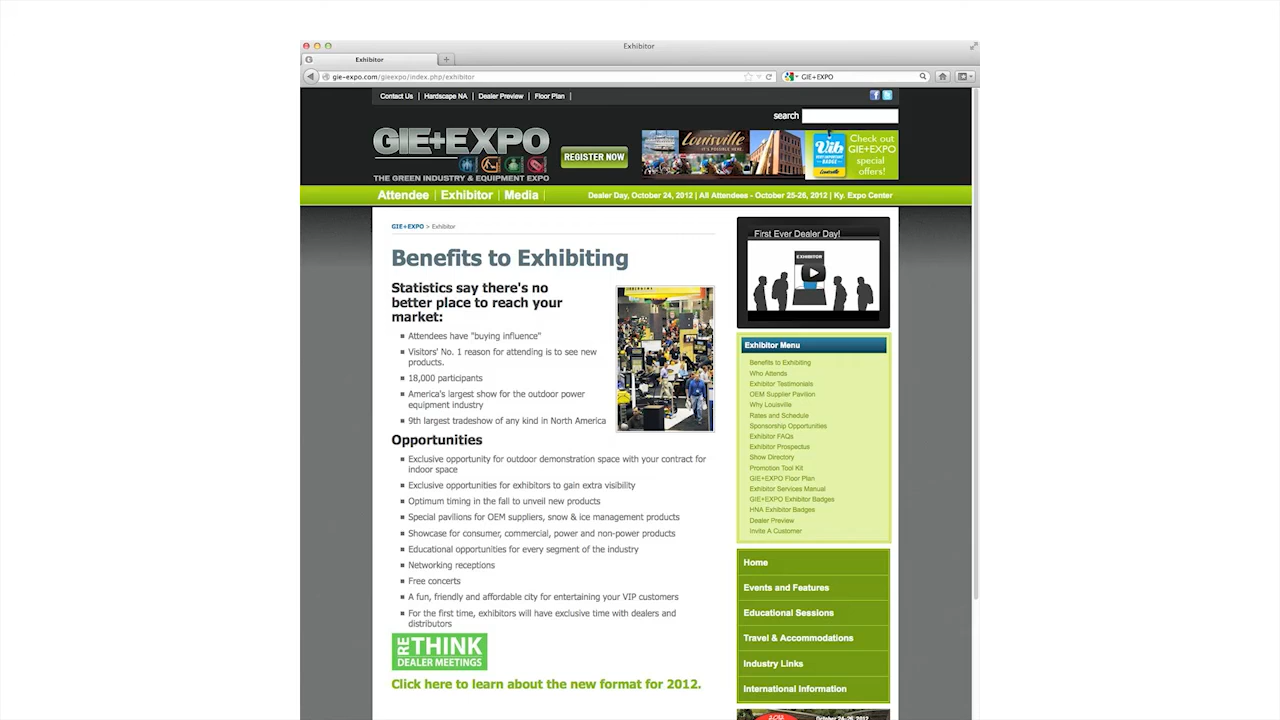 Exhibitor
Exhibitor
gie-expo.com/gieexpo/index.php/exhibitor
GIE+EXPO
Contact Us | Hardscape NA | Dealer Preview | Floor Plan |
search
GIE+EXPO
THE GREEN INDUSTRY & EQUIPMENT EXPO
REGISTER NOW
Louisville
IT'S POSSIBLE HERE.
Vib
Louisville
Check out
GIE+EXPO
special
offers!
Attendee | Exhibitor | Media |
Dealer Day, October 24, 2012 | All Attendees - October 25-26, 2012 | Ky. Expo Center
GIE+EXPO > Exhibitor
Benefits to Exhibiting
Statistics say there's no
better place to reach your
market:
Attendees have "buying influence"
Visitors' No. 1 reason for attending is to see new
products.
18,000 participants
America's largest show for the outdoor power
equipment industry
9th largest tradeshow of any kind in North America
Opportunities
Exclusive opportunity for outdoor demonstration space with your contract for
indoor space
Exclusive opportunities for exhibitors to gain extra visibility
Optimum timing in the fall to unveil new products
Special pavilions for OEM suppliers, snow & ice management products
Showcase for consumer, commercial, power and non-power products
Educational opportunities for every segment of the industry
Networking receptions
Free concerts
A fun, friendly and affordable city for entertaining your VIP customers
For the first time, exhibitors will have exclusive time with dealers and
distributors
RETHINK
DEALER MEETINGS
Click here to learn about the new format for 2012.
First Ever Dealer Day!
EXHIBITOR
Exhibitor Menu
Benefits to Exhibiting
Who Attends
Exhibitor Testimonials
OEM Supplier Pavilion
Why Louisville
Rates and Schedule
Sponsorship Opportunities
Exhibitor FAQs
Exhibitor Prospectus
Show Directory
Promotion Tool Kit
GIE+EXPO Floor Plan
Exhibitor Services Manual
GIE+EXPO Exhibitor Badges
HNA Exhibitor Badges
Dealer Preview
Invite A Customer
Home
Events and Features
Educational Sessions
Travel & Accommodations
Industry Links
International Information
2012
October 24-26, 2012